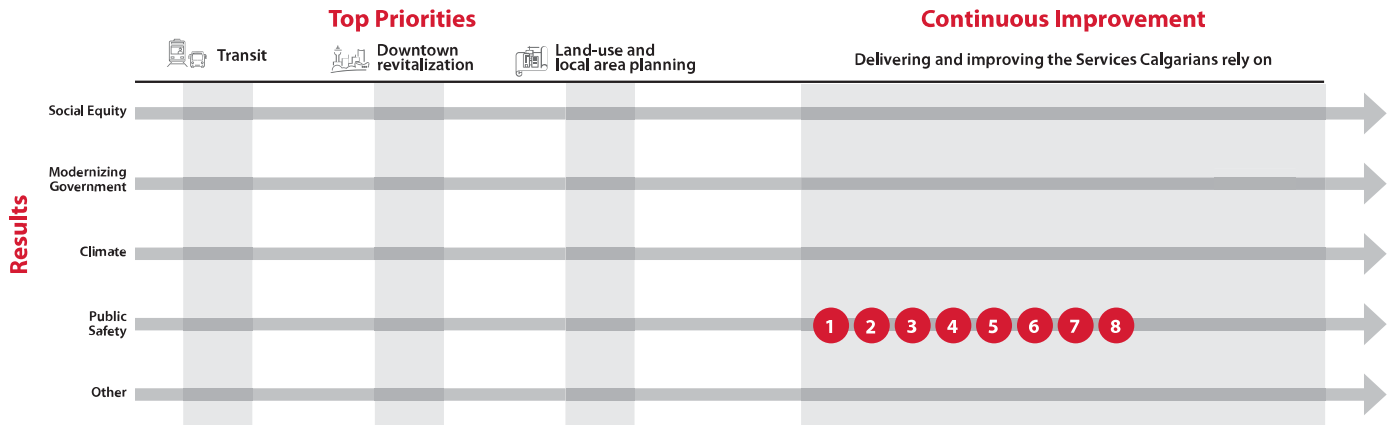 Top Priorities
Continuous Improvement
Transit
Downtown
revitalization
Land-use and
local area planning
Delivering and improving the Services Calgarians rely on
Results
Social Equity
Modernizing
Government
Climate
Public
Safety
1 2 3 4 5 6 7 8
Other